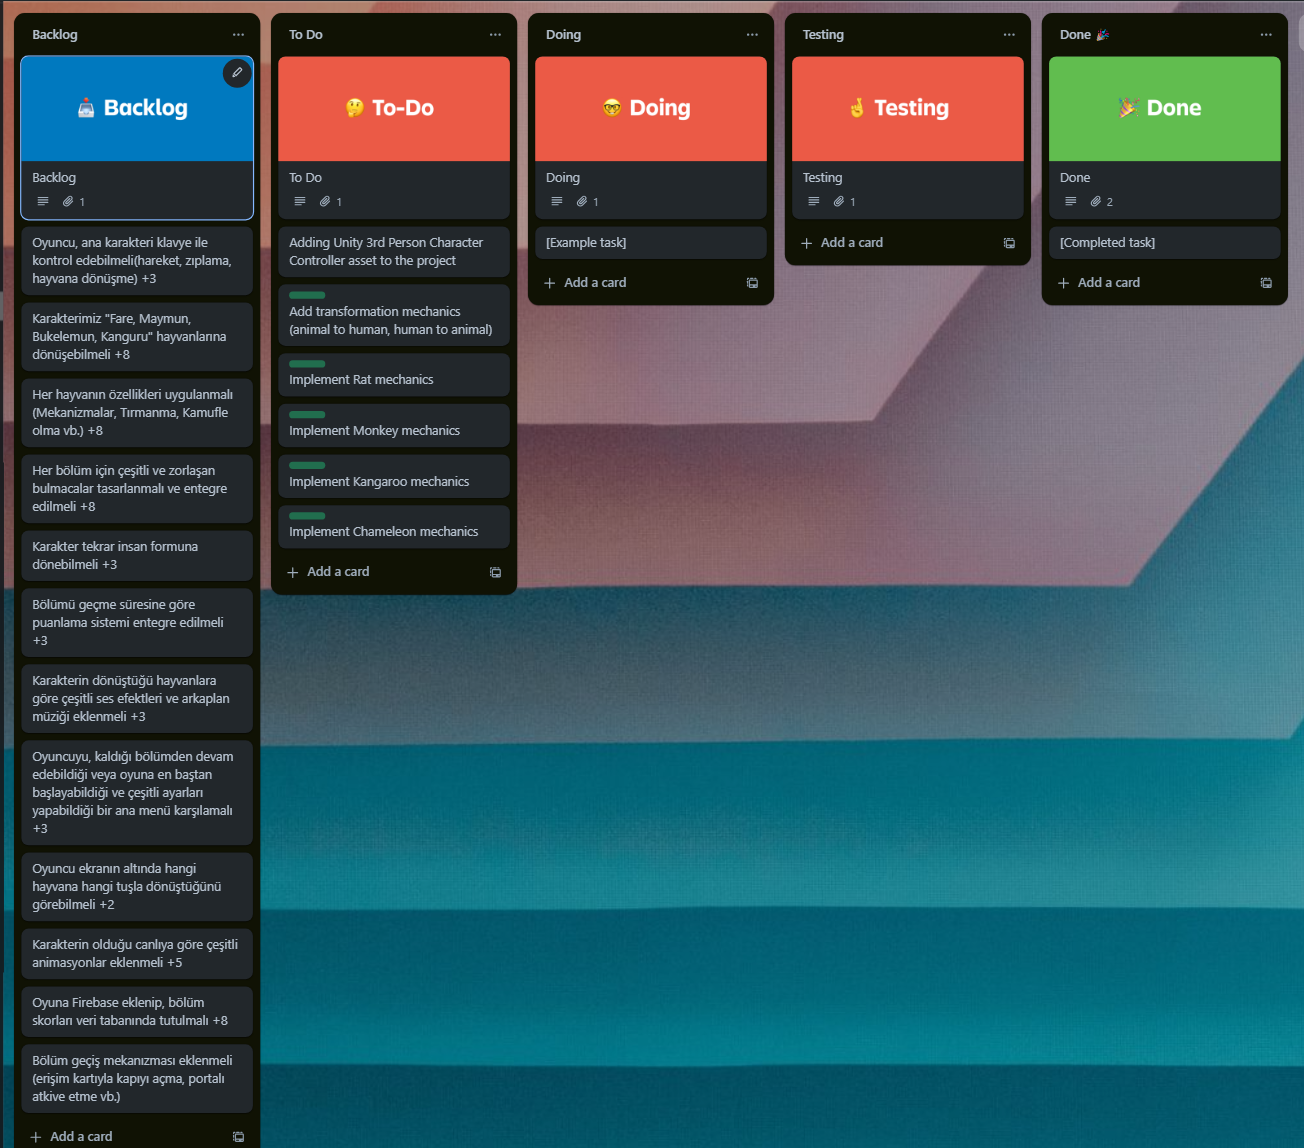 Backlog
Backlog
Backlog
1
Oyuncu, ana karakteri klavye ile
kontrol edebilmeli(hareket, zıplama,
hayvana dönüşme) +3
Karakterimiz "Fare, Maymun,
Bukelemun, Kanguru" hayvanlarına
dönüşebilmeli +8
Her hayvanın özellikleri uygulanmalı
(Mekanizmalar, Tırmanma, Kamufle
olma vb.) +8
Her bölüm için çeşitli ve zorlaşan
bulmacalar tasarlanmalı ve entegre
edilmeli +8
Karakter tekrar insan formuna
dönebilmeli +3
Bölümü geçme süresine göre
puanlama sistemi entegre edilmeli
+3
Karakterin dönüştüğü hayvanlara
göre çeşitli ses efektleri ve arkaplan
müziği eklenmeli +3
Oyuncuyu, kaldığı bölümden devam
edebildiği veya oyuna en baştan
başlayabildiği ve çeşitli ayarları
yapabildiği bir ana menü karşılamalı
+3
Oyuncu ekranın altında hangi
hayvana hangi tuşla dönüştüğünü
görebilmeli +2
Karakterin olduğu canlıya göre çeşitli
animasyonlar eklenmeli +5
Oyuna Firebase eklenip, bölüm
skorları veri tabanında tutulmalı +8
Bölüm geçiş mekanizması eklenmeli
(erişim kartıyla kapıyı açma, portalı
atkive etme vb.)
+ Add a card
To Do
To-Do
To Do
1
Adding Unity 3rd Person Character
Controller asset to the project
Add transformation mechanics
(animal to human, human to animal)
Implement Rat mechanics
Implement Monkey mechanics
Implement Kangaroo mechanics
Implement Chameleon mechanics
+ Add a card
Doing
Doing
Doing
1
[Example task]
+ Add a card
Testing
Testing
Testing
1
+ Add a card
Done
Done
Done
2
[Completed task]
+ Add a card